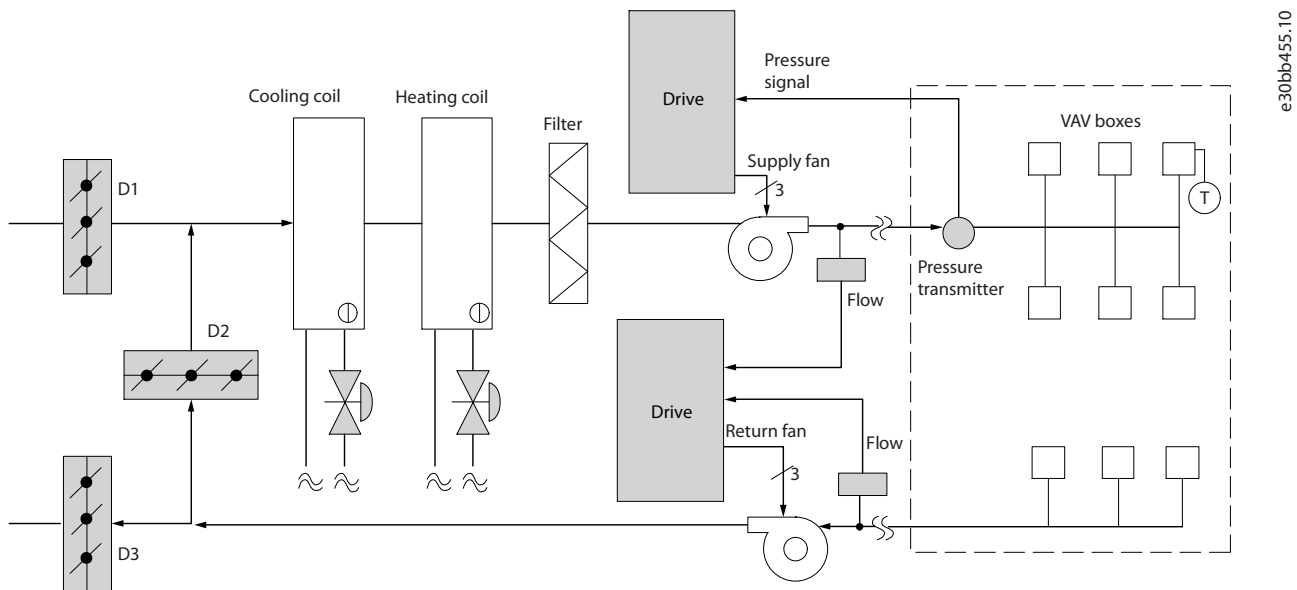 e30bb455.10
Pressure
signal
Drive
Cooling coil
Heating coil
VAV boxes
Filter
Supply fan
3
D1
T
Pressure
transmitter
Flow
D2
Drive
Return fan
Flow
3
D3